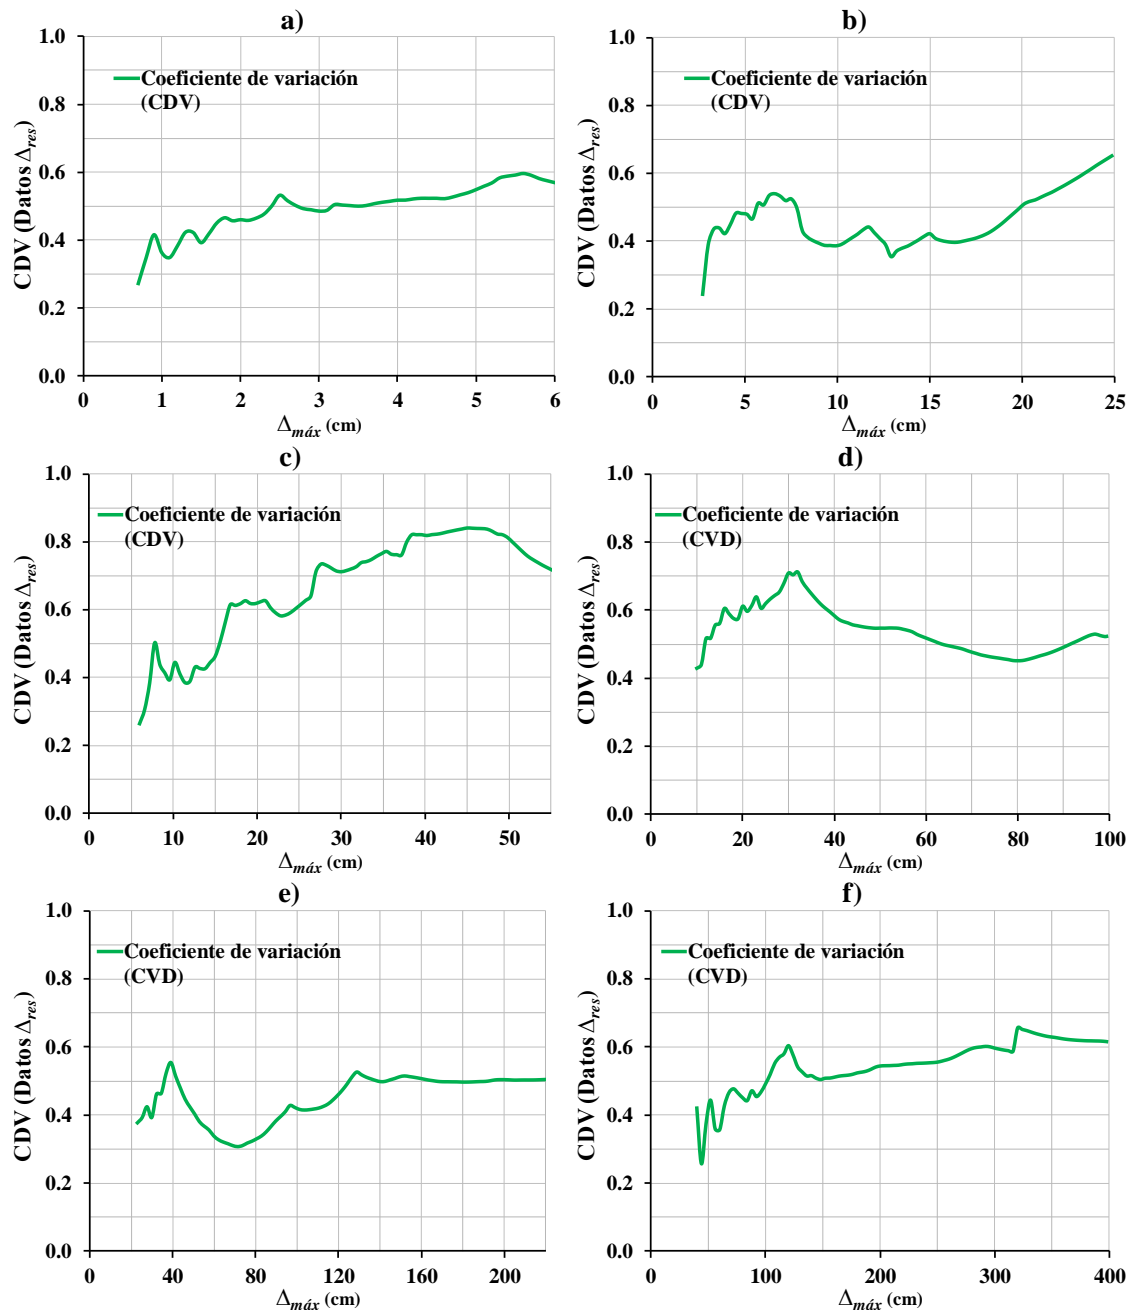 a)
1.0
0.8
0.6
0.4
0.2
0.0
CDV (Datos Δres)
Coeficiente de variación
(CDV)
0 1 2 3 4 5 6
Δmáx (cm)
b)
1.0
0.8
0.6
0.4
0.2
0.0
CDV (Datos Δres)
Coeficiente de variación
(CDV)
0 5 10 15 20 25
Δmáx (cm)
c)
1.0
0.8
0.6
0.4
0.2
0.0
CDV (Datos Δres)
Coeficiente de variación
(CDV)
0 10 20 30 40 50
Δmáx (cm)
d)
1.0
0.8
0.6
0.4
0.2
0.0
CDV (Datos Δres)
Coeficiente de variación
(CVD)
0 20 40 60 80 100
Δmáx (cm)
e)
1.0
0.8
0.6
0.4
0.2
0.0
CDV (Datos Δres)
Coeficiente de variación
(CVD)
0 40 80 120 160 200
Δmáx (cm)
f)
1.0
0.8
0.6
0.4
0.2
0.0
CDV (Datos Δres)
Coeficiente de variación
(CVD)
0 100 200 300 400
Δmáx (cm)